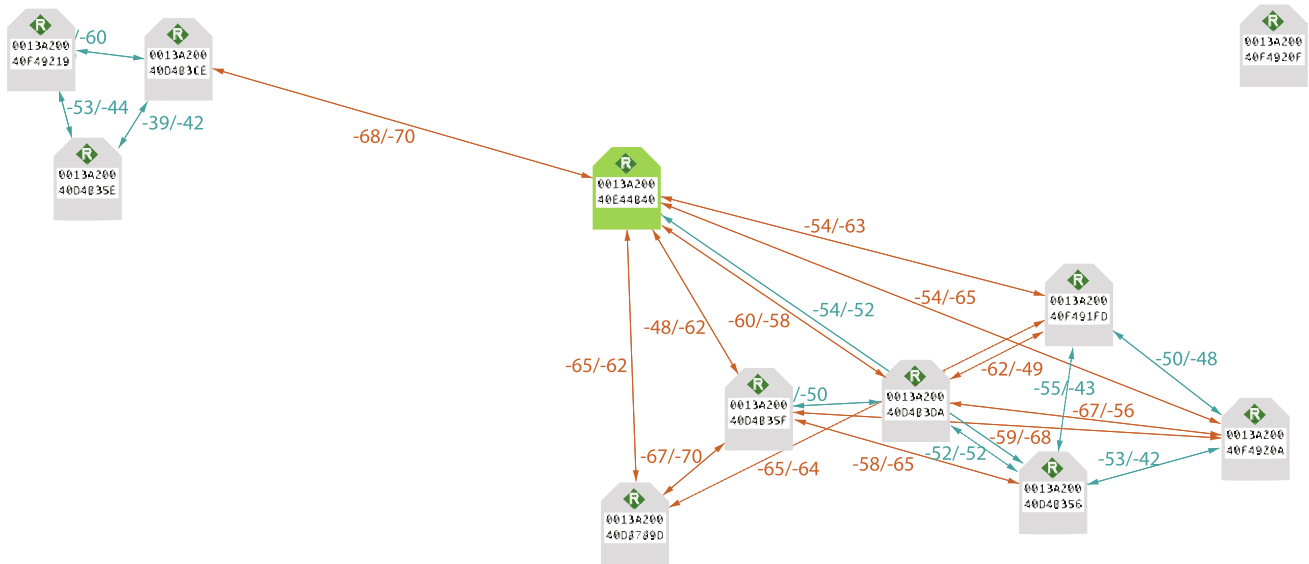 R
0013A200
40F49219
/-60
R
0013A200
40D4B3CE
R
0013A200
40F4920F
-53/-44
-39/-42
R
0013A200
40D4B35E
-68/-70
R
0013A200
40E44B40
-54/-63
-54/-65
-54/-52
-60/-58
-48/-62
-65/-62
R
0013A200
40F491FD
-50/-48
-62/-49
-55/-43
-67/-56
R
0013A200
40D4B35F
/-50
R
0013A200
40D4B3DA
R
0013A200
40F4920A
-59/-68
-52/-52
-53/-42
-58/-65
-65/-64
-67/-70
R
0013A200
40D4B356
R
0013A200
40DB789D